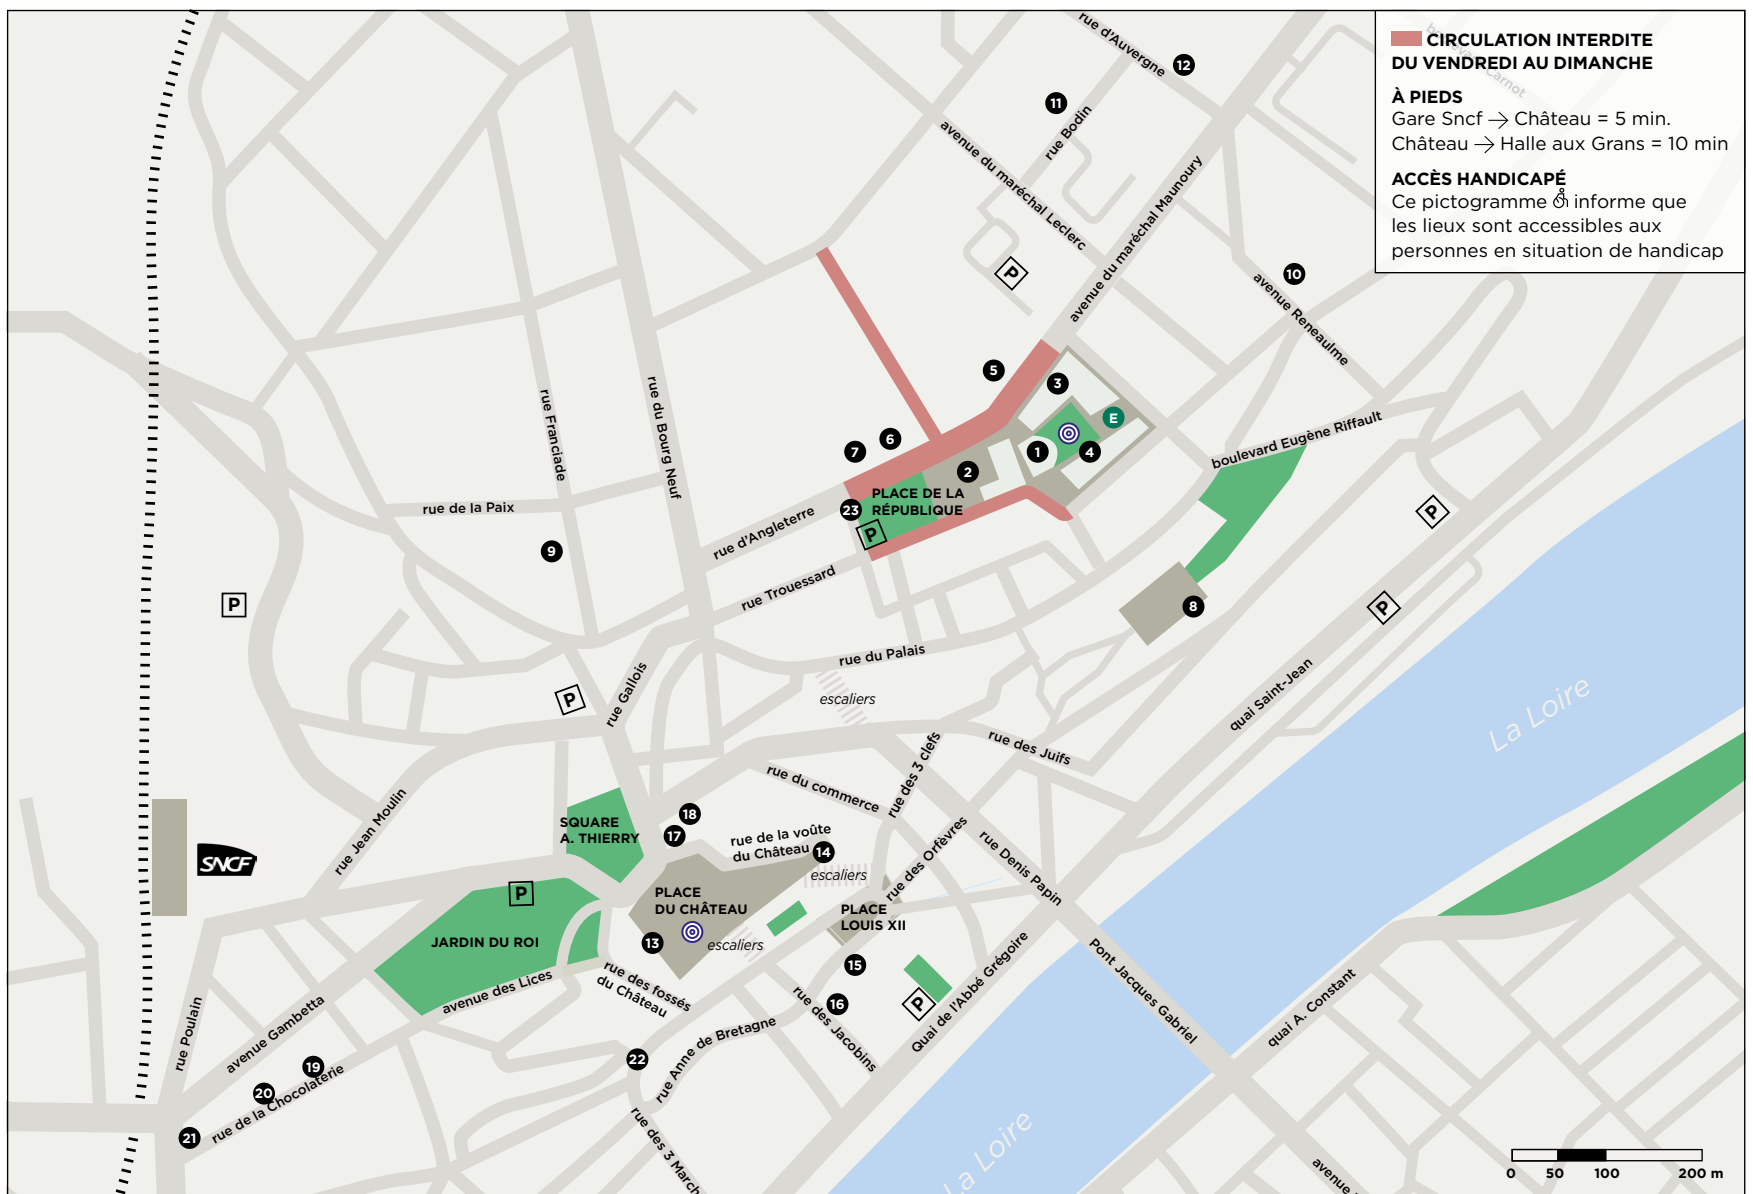 CIRCULATION INTERDITE
DU VENDREDI AU DIMANCHE
À PIEDS
Gare Sncf → Château = 5 min.
Château → Halle aux Grans = 10 min
ACCÈS HANDICAPÉ
Ce pictogramme informe que
les lieux sont accessibles aux
personnes en situation de handicap
Carnot
rue d'Auvergne
12
11
rue Bodin
avenue du maréchal Leclerc
avenue du maréchal Maunoury
P
10
avenue Reneaulme
5
3
E
1
4
6
7
2
PLACE DE LA
RÉPUBLIQUE
23
P
boulevard Eugène Riffault
rue Franciade
rue du Bourg Neuf
rue de la Paix
rue d'Angleterre
rue Trouessard
9
P
P
P
8
P
rue du Palais
escaliers
rue Gallois
P
quai Saint-Jean
La Loire
rue des Juifs
rue des 3 clefs
rue du commerce
rue Jean Moulin
SNCF
SQUARE
A. THIERRY
18
17
rue de la voûte
du Château
14
escaliers
rue des Orfèvres
rue Denis Papin
P
PLACE
DU CHÂTEAU
PLACE
LOUIS XII
JARDIN DU ROI
13
escaliers
15
16
P
rue des fossés
du Château
avenue des Lices
rue des Jacobins
Quai de l'Abbé Grégoire
Pont Jacques Gabriel
quai A. Constant
rue Poulain
avenue Gambetta
rue Anne de Bretagne
22
19
20
rue de la Chocolaterie
21
rue des 3 March
La Loire
avenue
0 50 100 200 m